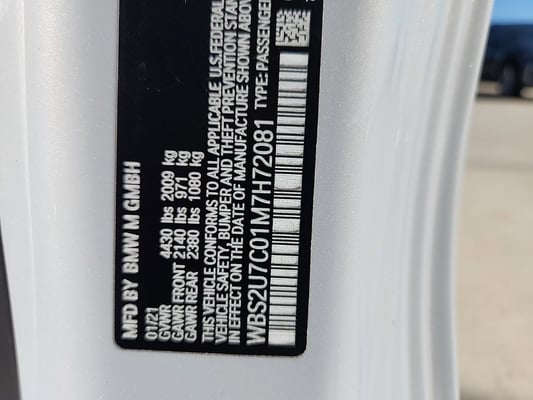 MFD BY BMW M GMBH
01/21
GVWR 4430 lbs 2009 kg
GAWR FRONT 2140 lbs 971 kg
GAWR REAR 2380 lbs 1080 kg
THIS VEHICLE CONFORMS TO ALL APPLICABLE U.S. FEDERAL
VEHICLE SAFETY, BUMPER AND THEFT PREVENTION STAN
IN EFFECT ON THE DATE OF MANUFACTURE SHOWN ABOV
WBS2U7C01M7H72081 TYPE: PASSENGE